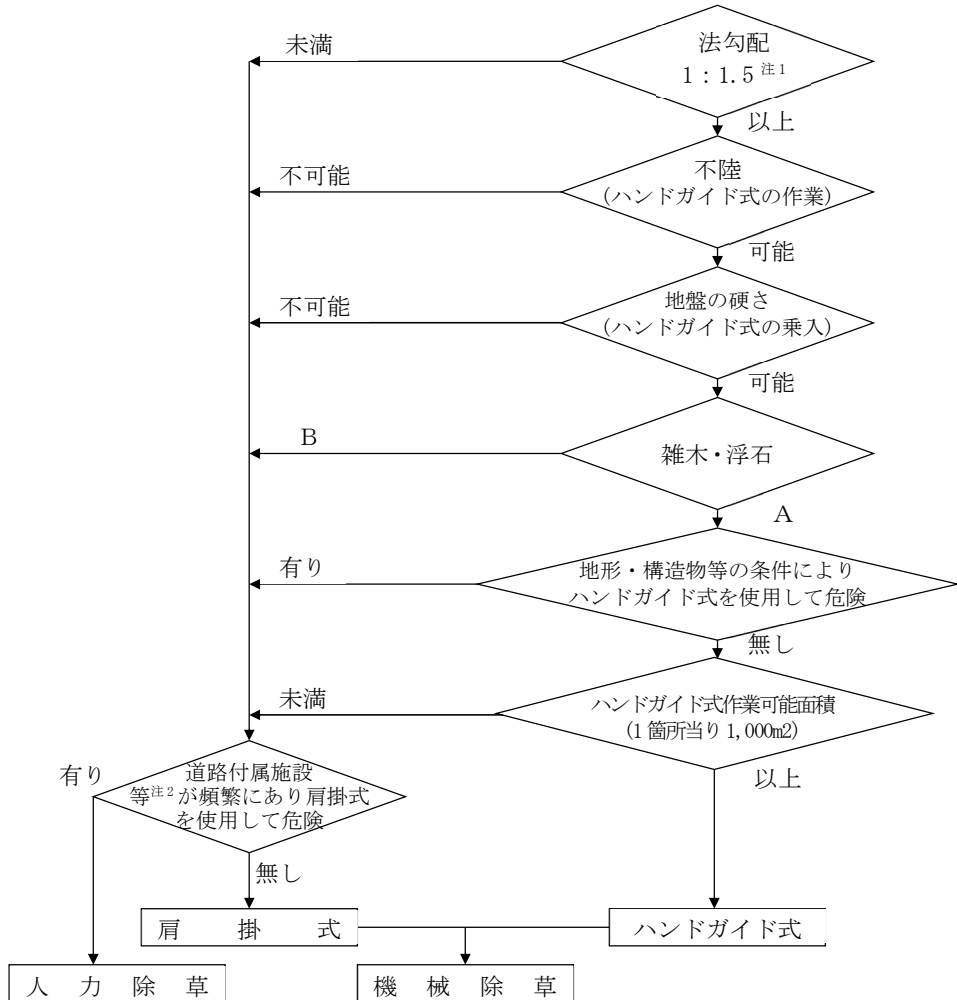 法勾配
1：1.5 注1
未満
以上
不陸
(ハンドガイド式の作業)
不可能
可能
地盤の硬さ
(ハンドガイド式の乗入)
不可能
可能
雑木・浮石
B
A
地形・構造物等の条件により
ハンドガイド式を使用して危険
有り
無し
ハンドガイド式作業可能面積
(1箇所当り1,000m2)
未満
以上
道路付属施設
等注2が頻繁にあり肩掛式
を使用して危険
有り
無し
肩掛式
ハンドガイド式
人力除草
機械除草